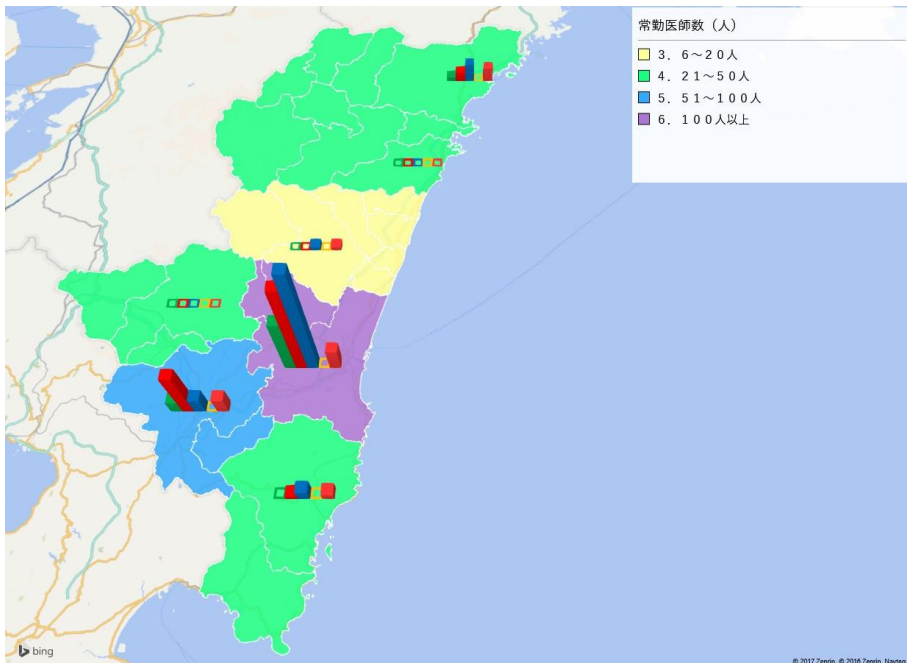 常勤医師数（人）
３．６～２０人
４．２１～５０人
５．５１～１００人
６．１００人以上
bing
© 2017 Zenrin, © 2016 Zenrin, Navteq